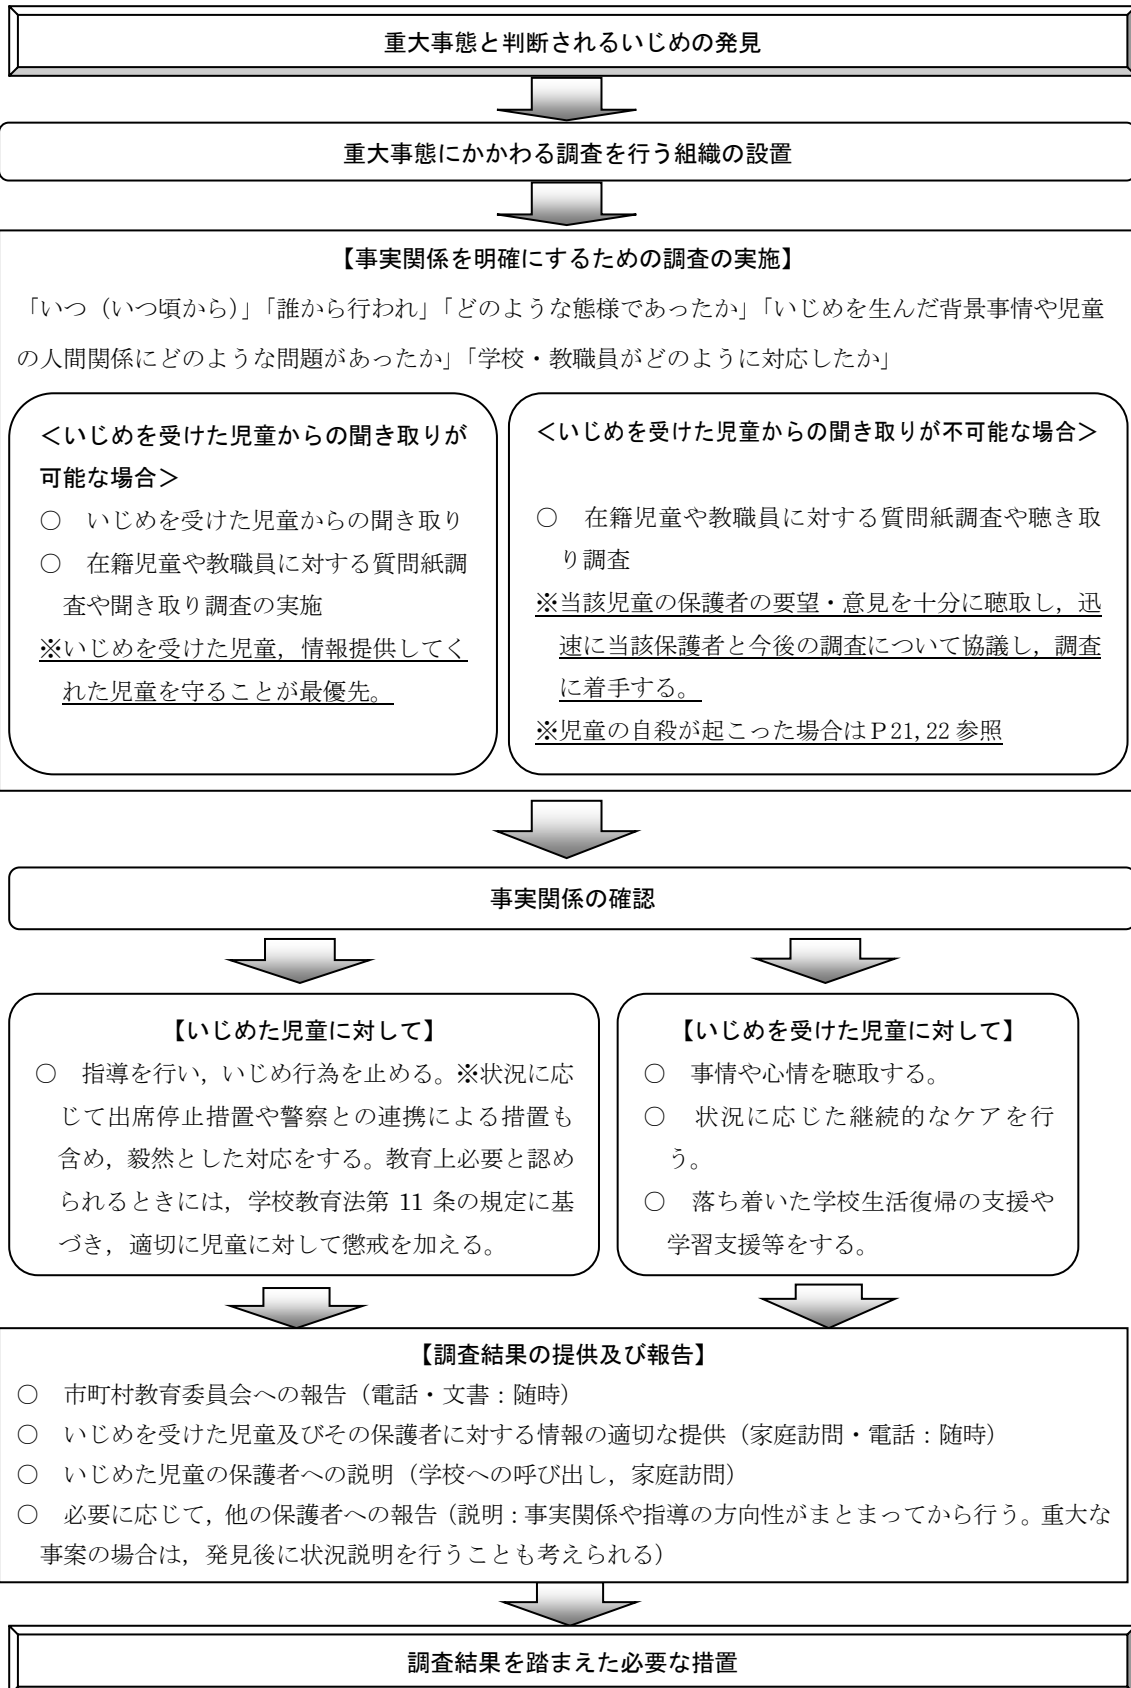 重大事態と判断されるいじめの発見
重大事態にかかわる調査を行う組織の設置
【事実関係を明確にするための調査の実施】
「いつ（いつ頃から）」「誰から行われ」「どのような態様であったか」「いじめを生んだ背景事情や児童
の人間関係にどのような問題があったか」「学校・教職員がどのように対応したか」
＜いじめを受けた児童からの聞き取りが
可能な場合＞
○　いじめを受けた児童からの聞き取り
○　在籍児童や教職員に対する質問紙調
査や聞き取り調査の実施
※いじめを受けた児童，情報提供してく
れた児童を守ることが最優先。
＜いじめを受けた児童からの聞き取りが不可能な場合＞
○　在籍児童や教職員に対する質問紙調査や聴き取
り調査
※当該児童の保護者の要望・意見を十分に聴取し，迅
速に当該保護者と今後の調査について協議し，調査
に着手する。
※児童の自殺が起こった場合はＰ21,22 参照
事実関係の確認
【いじめた児童に対して】
○　指導を行い，いじめ行為を止める。※状況に応
じて出席停止措置や警察との連携による措置も
含め，毅然とした対応をする。教育上必要と認め
られるときには，学校教育法第 11 条の規定に基
づき，適切に児童に対して懲戒を加える。
【いじめを受けた児童に対して】
○　事情や心情を聴取する。
○　状況に応じた継続的なケアを行
う。
○　落ち着いた学校生活復帰の支援や
学習支援等をする。
【調査結果の提供及び報告】
○　市町村教育委員会への報告（電話・文書：随時）
○　いじめを受けた児童及びその保護者に対する情報の適切な提供（家庭訪問・電話：随時）
○　いじめた児童の保護者への説明（学校への呼び出し，家庭訪問）
○　必要に応じて，他の保護者への報告（説明：事実関係や指導の方向性がまとまってから行う。重大な
事案の場合は，発見後に状況説明を行うことも考えられる）
調査結果を踏まえた必要な措置